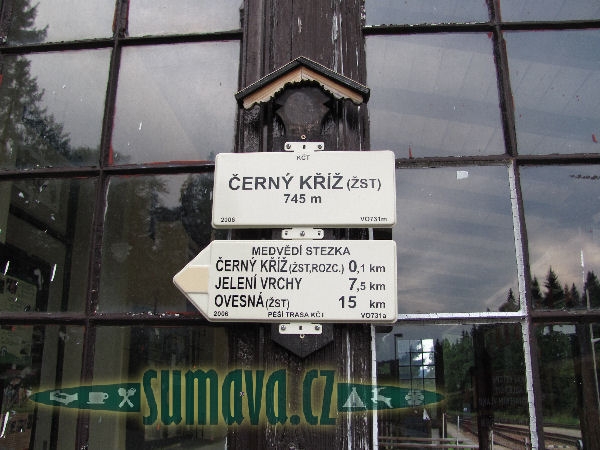 KČT
ČERNÝ KŘÍŽ (ŽST)
745 m
2006 VO731m
MEDVĚDÍ STEZKA
ČERNÝ KŘÍŽ (ŽST,ROZC.) 0,1 km
JELENÍ VRCHY 7,5 km
OVESNÁ (ŽST) 15 km
2006 PĚŠÍ TRASA KČT VO731a
sumava.cz